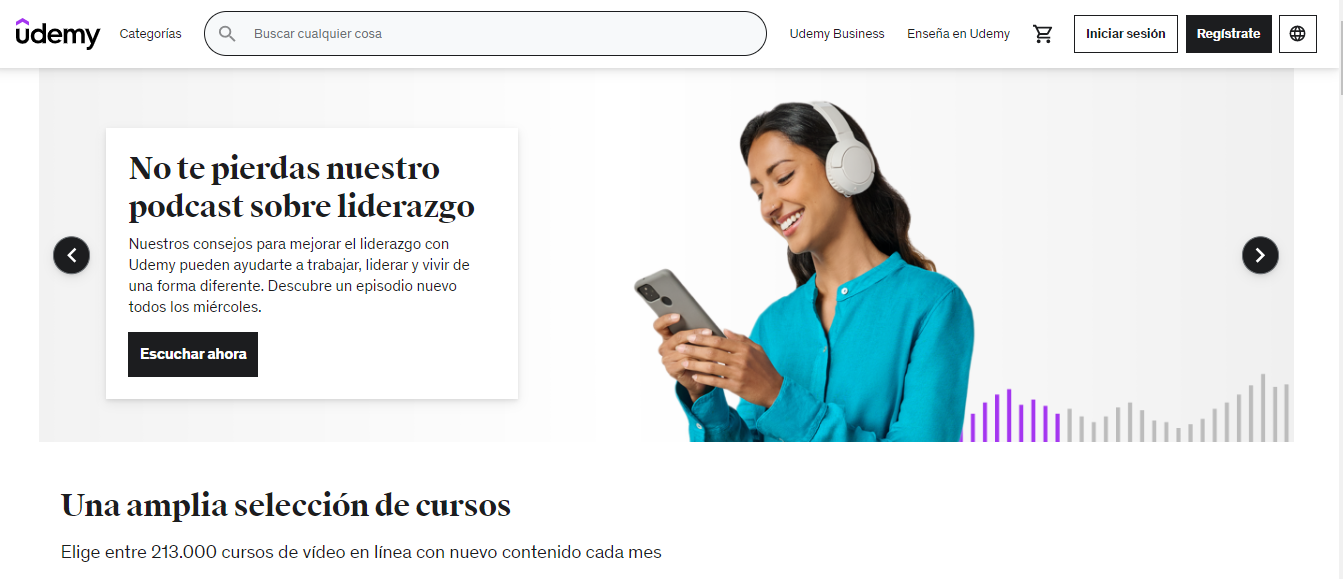 udemy
Categorías
Buscar cualquier cosa
Udemy Business
Enseña en Udemy
Iniciar sesión
Regístrate
No te pierdas nuestro
podcast sobre liderazgo
Nuestros consejos para mejorar el liderazgo con
Udemy pueden ayudarte a trabajar, liderar y vivir de
una forma diferente. Descubre un episodio nuevo
todos los miércoles.
Escuchar ahora
Una amplia selección de cursos
Elige entre 213.000 cursos de vídeo en línea con nuevo contenido cada mes